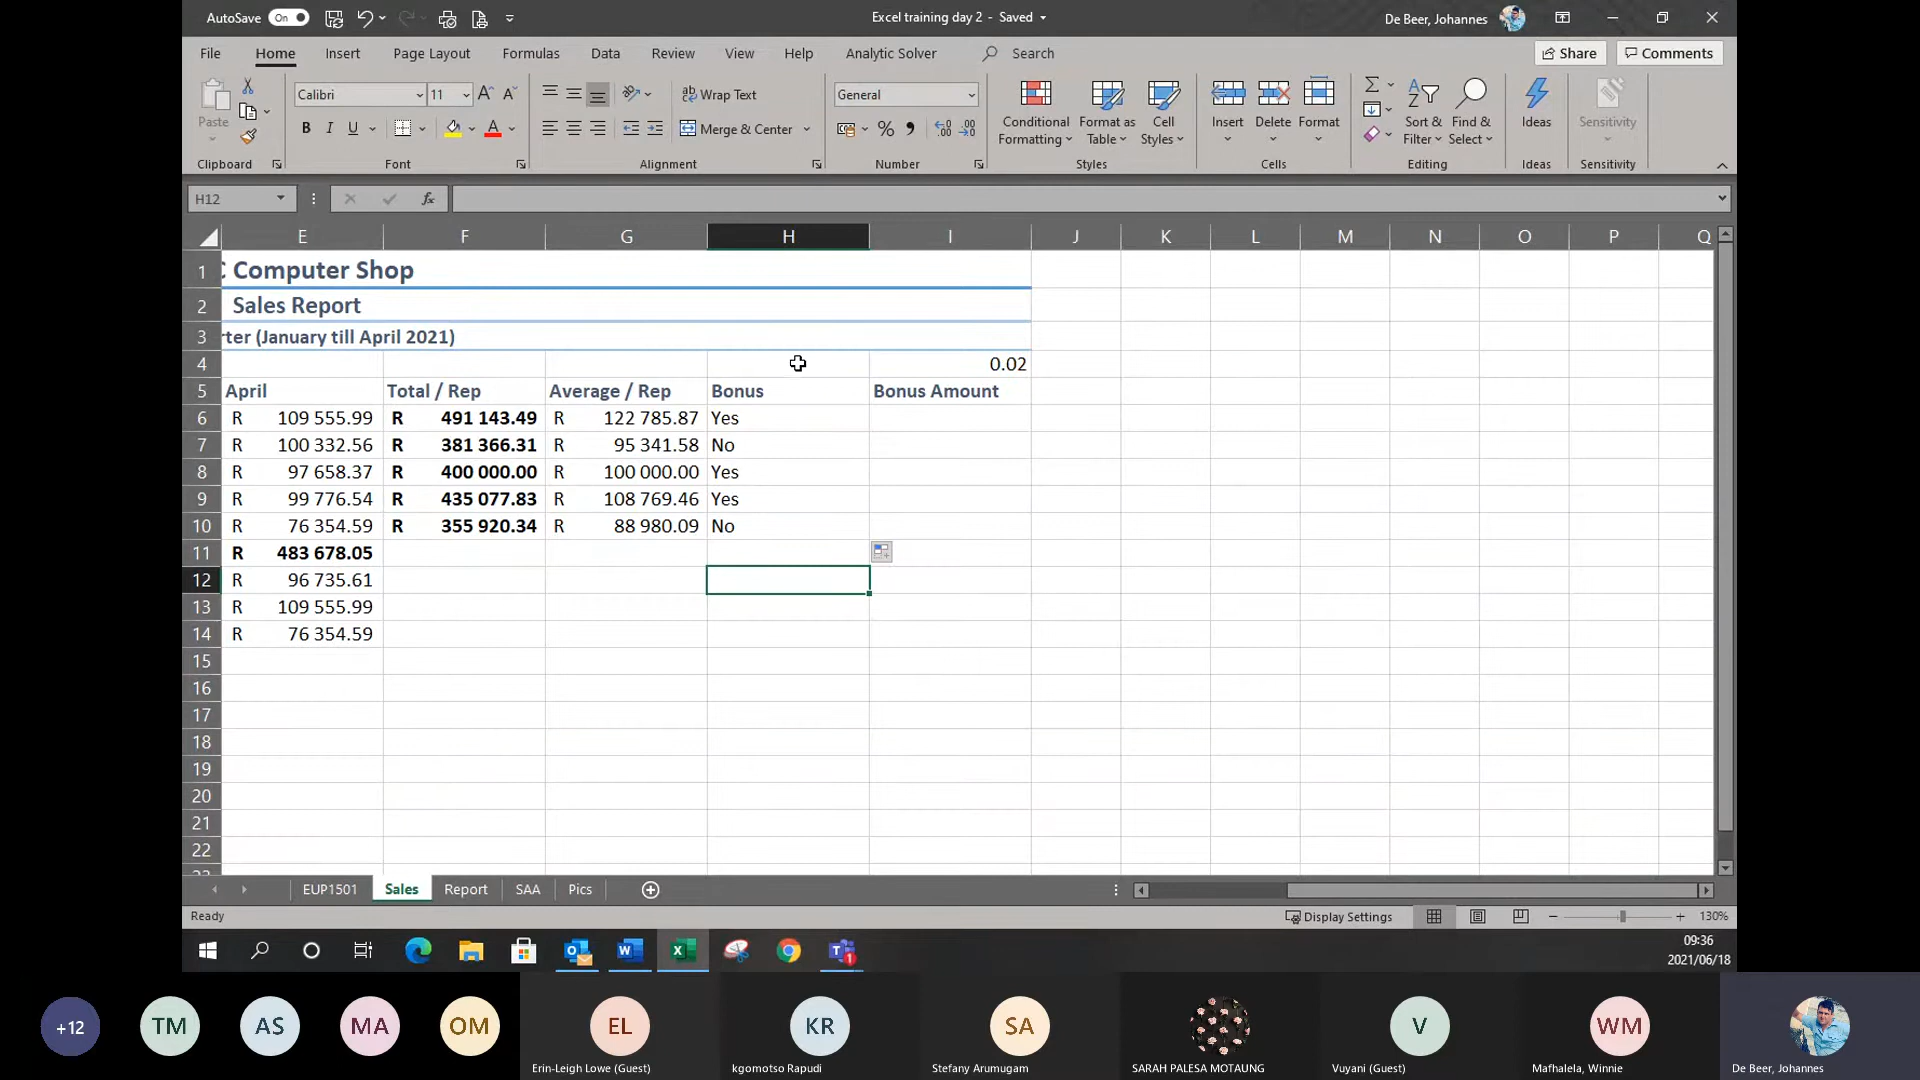 AutoSave On Excel training day 2 - Saved De Beer, Johannes
File Home Insert Page Layout Formulas Data Review View Help Analytic Solver Search Share Comments
Paste Calibri 11 Wrap Text General Conditional Formatting Format as Table Cell Styles Insert Delete Format Sort & Filter Find & Select Ideas Sensitivity
B I U Merge & Center
Clipboard Font Alignment Number Styles Cells Editing Ideas Sensitivity
H12 fx
E F G H I J K L M N O P Q
1 C Computer Shop
2 Sales Report
3 rter (January till April 2021)
4 0.02
5 April Total / Rep Average / Rep Bonus Bonus Amount
6 R 109 555.99 R 491 143.49 R 122 785.87 Yes
7 R 100 332.56 R 381 366.31 R 95 341.58 No
8 R 97 658.37 R 400 000.00 R 100 000.00 Yes
9 R 99 776.54 R 435 077.83 R 108 769.46 Yes
10 R 76 354.59 R 355 920.34 R 88 980.09 No
11 R 483 678.05
12 R 96 735.61
13 R 109 555.99
14 R 76 354.59
15
16
17
18
19
20
21
22
EUP1501 Sales Report SAA Pics
Ready Display Settings 130%
09:36
2021/06/18
+12 TM AS MA OM EL KR SA V WM
Erin-Leigh Lowe (Guest) kgomotso Rapudi Stefany Arumugam SARAH PALESA MOTAUNG Vuyani (Guest) Mafhalela, Winnie De Beer, Johannes